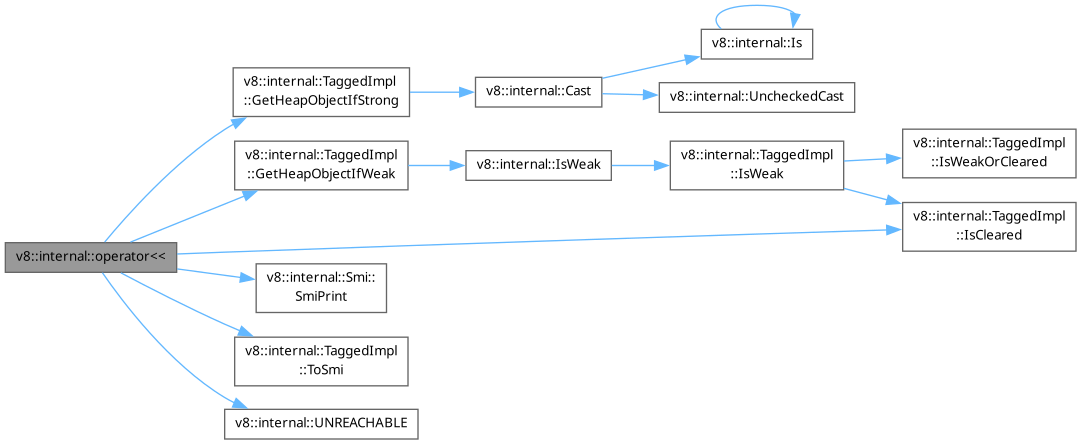 v8::internal::Is
v8::internal::TaggedImpl
::GetHeapObjectIfStrong
v8::internal::Cast
v8::internal::UncheckedCast
v8::internal::TaggedImpl
::GetHeapObjectIfWeak
v8::internal::IsWeak
v8::internal::TaggedImpl
::IsWeak
v8::internal::TaggedImpl
::IsWeakOrCleared
v8::internal::TaggedImpl
::IsCleared
v8::internal::operator<<
v8::internal::Smi::
SmiPrint
v8::internal::TaggedImpl
::ToSmi
v8::internal::UNREACHABLE